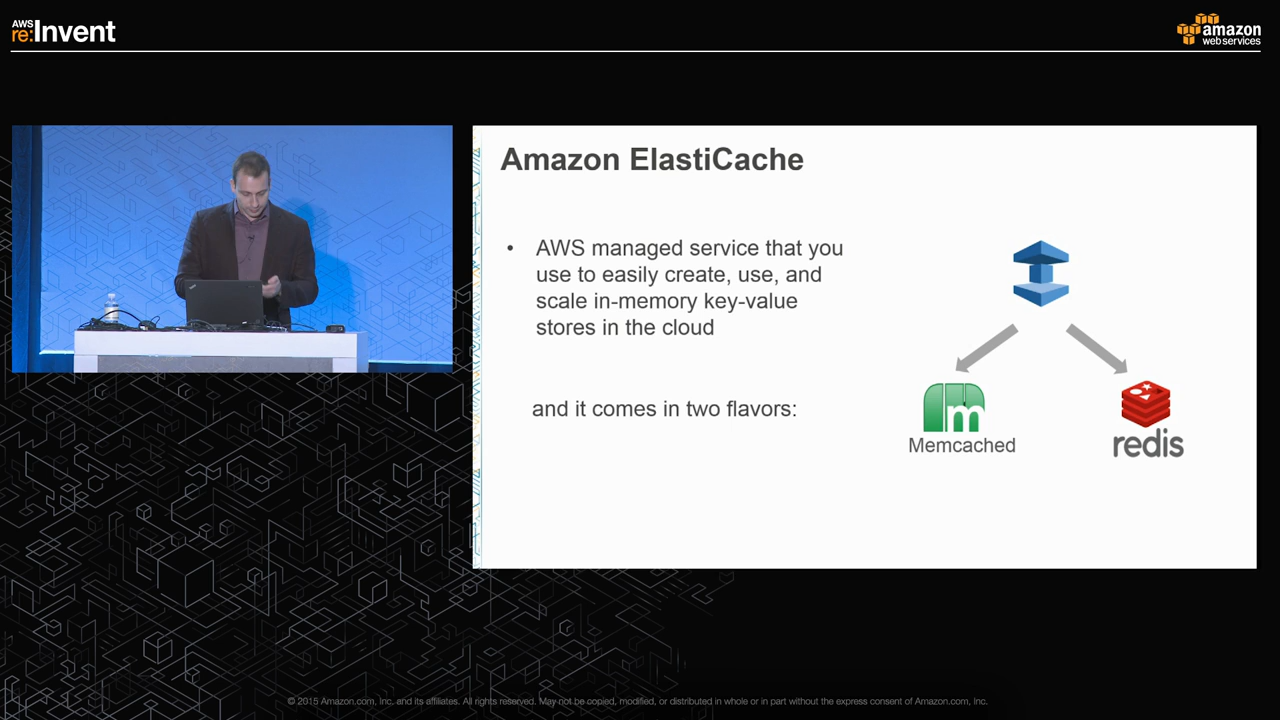 AWS
re:Invent
amazon
webservices
Amazon ElastiCache
• AWS managed service that you
use to easily create, use, and
scale in-memory key-value
stores in the cloud
and it comes in two flavors:
m
Memcached
redis
© 2015 Amazon.com, Inc. and its affiliates. All rights reserved. May not be copied, modified, or distributed in whole or in part without the express consent of Amazon.com, Inc.